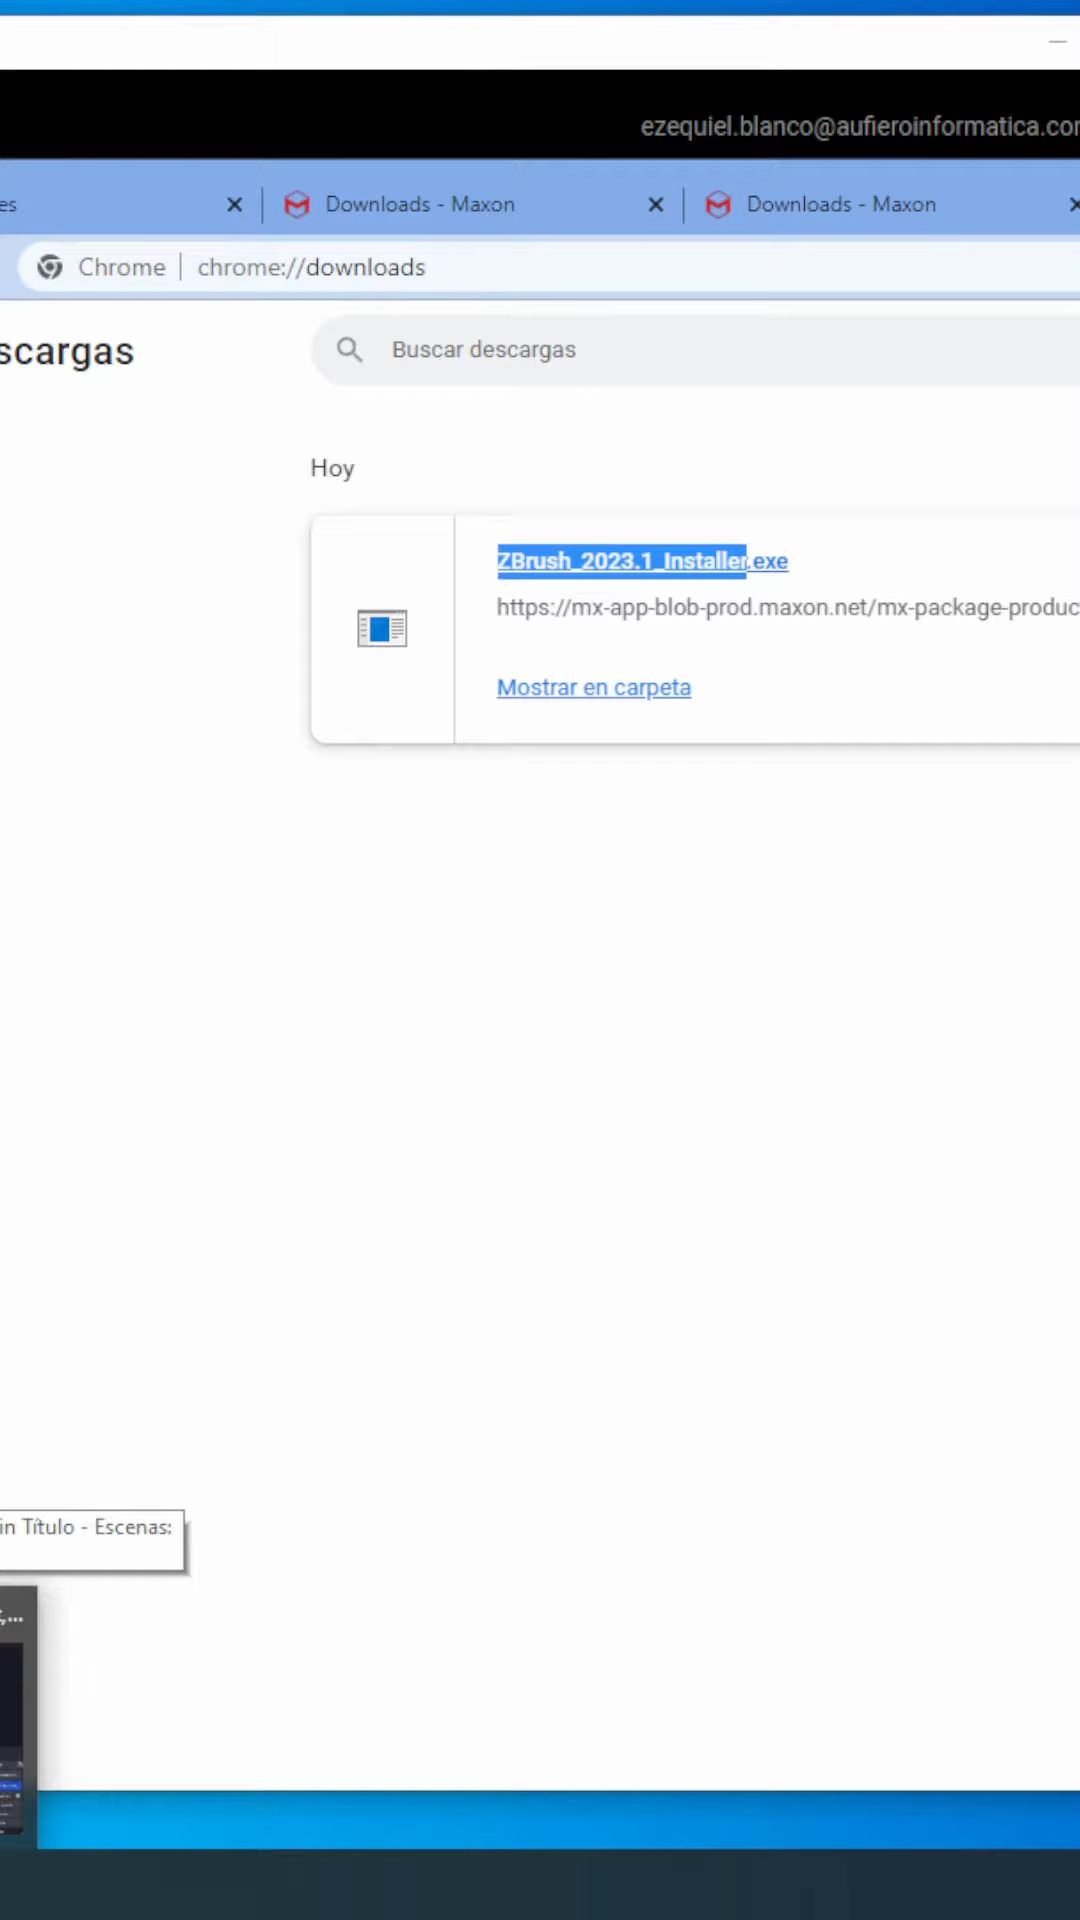 ezequiel.blanco@aufieroinformatica.co
es
Downloads - Maxon
Downloads - Maxon
Chrome
chrome://downloads
scargas
Buscar descargas
Hoy
ZBrush_2023.1_Installer.exe
https://mx-app-blob-prod.maxon.net/mx-package-produc
Mostrar en carpeta
in Título - Escenas: